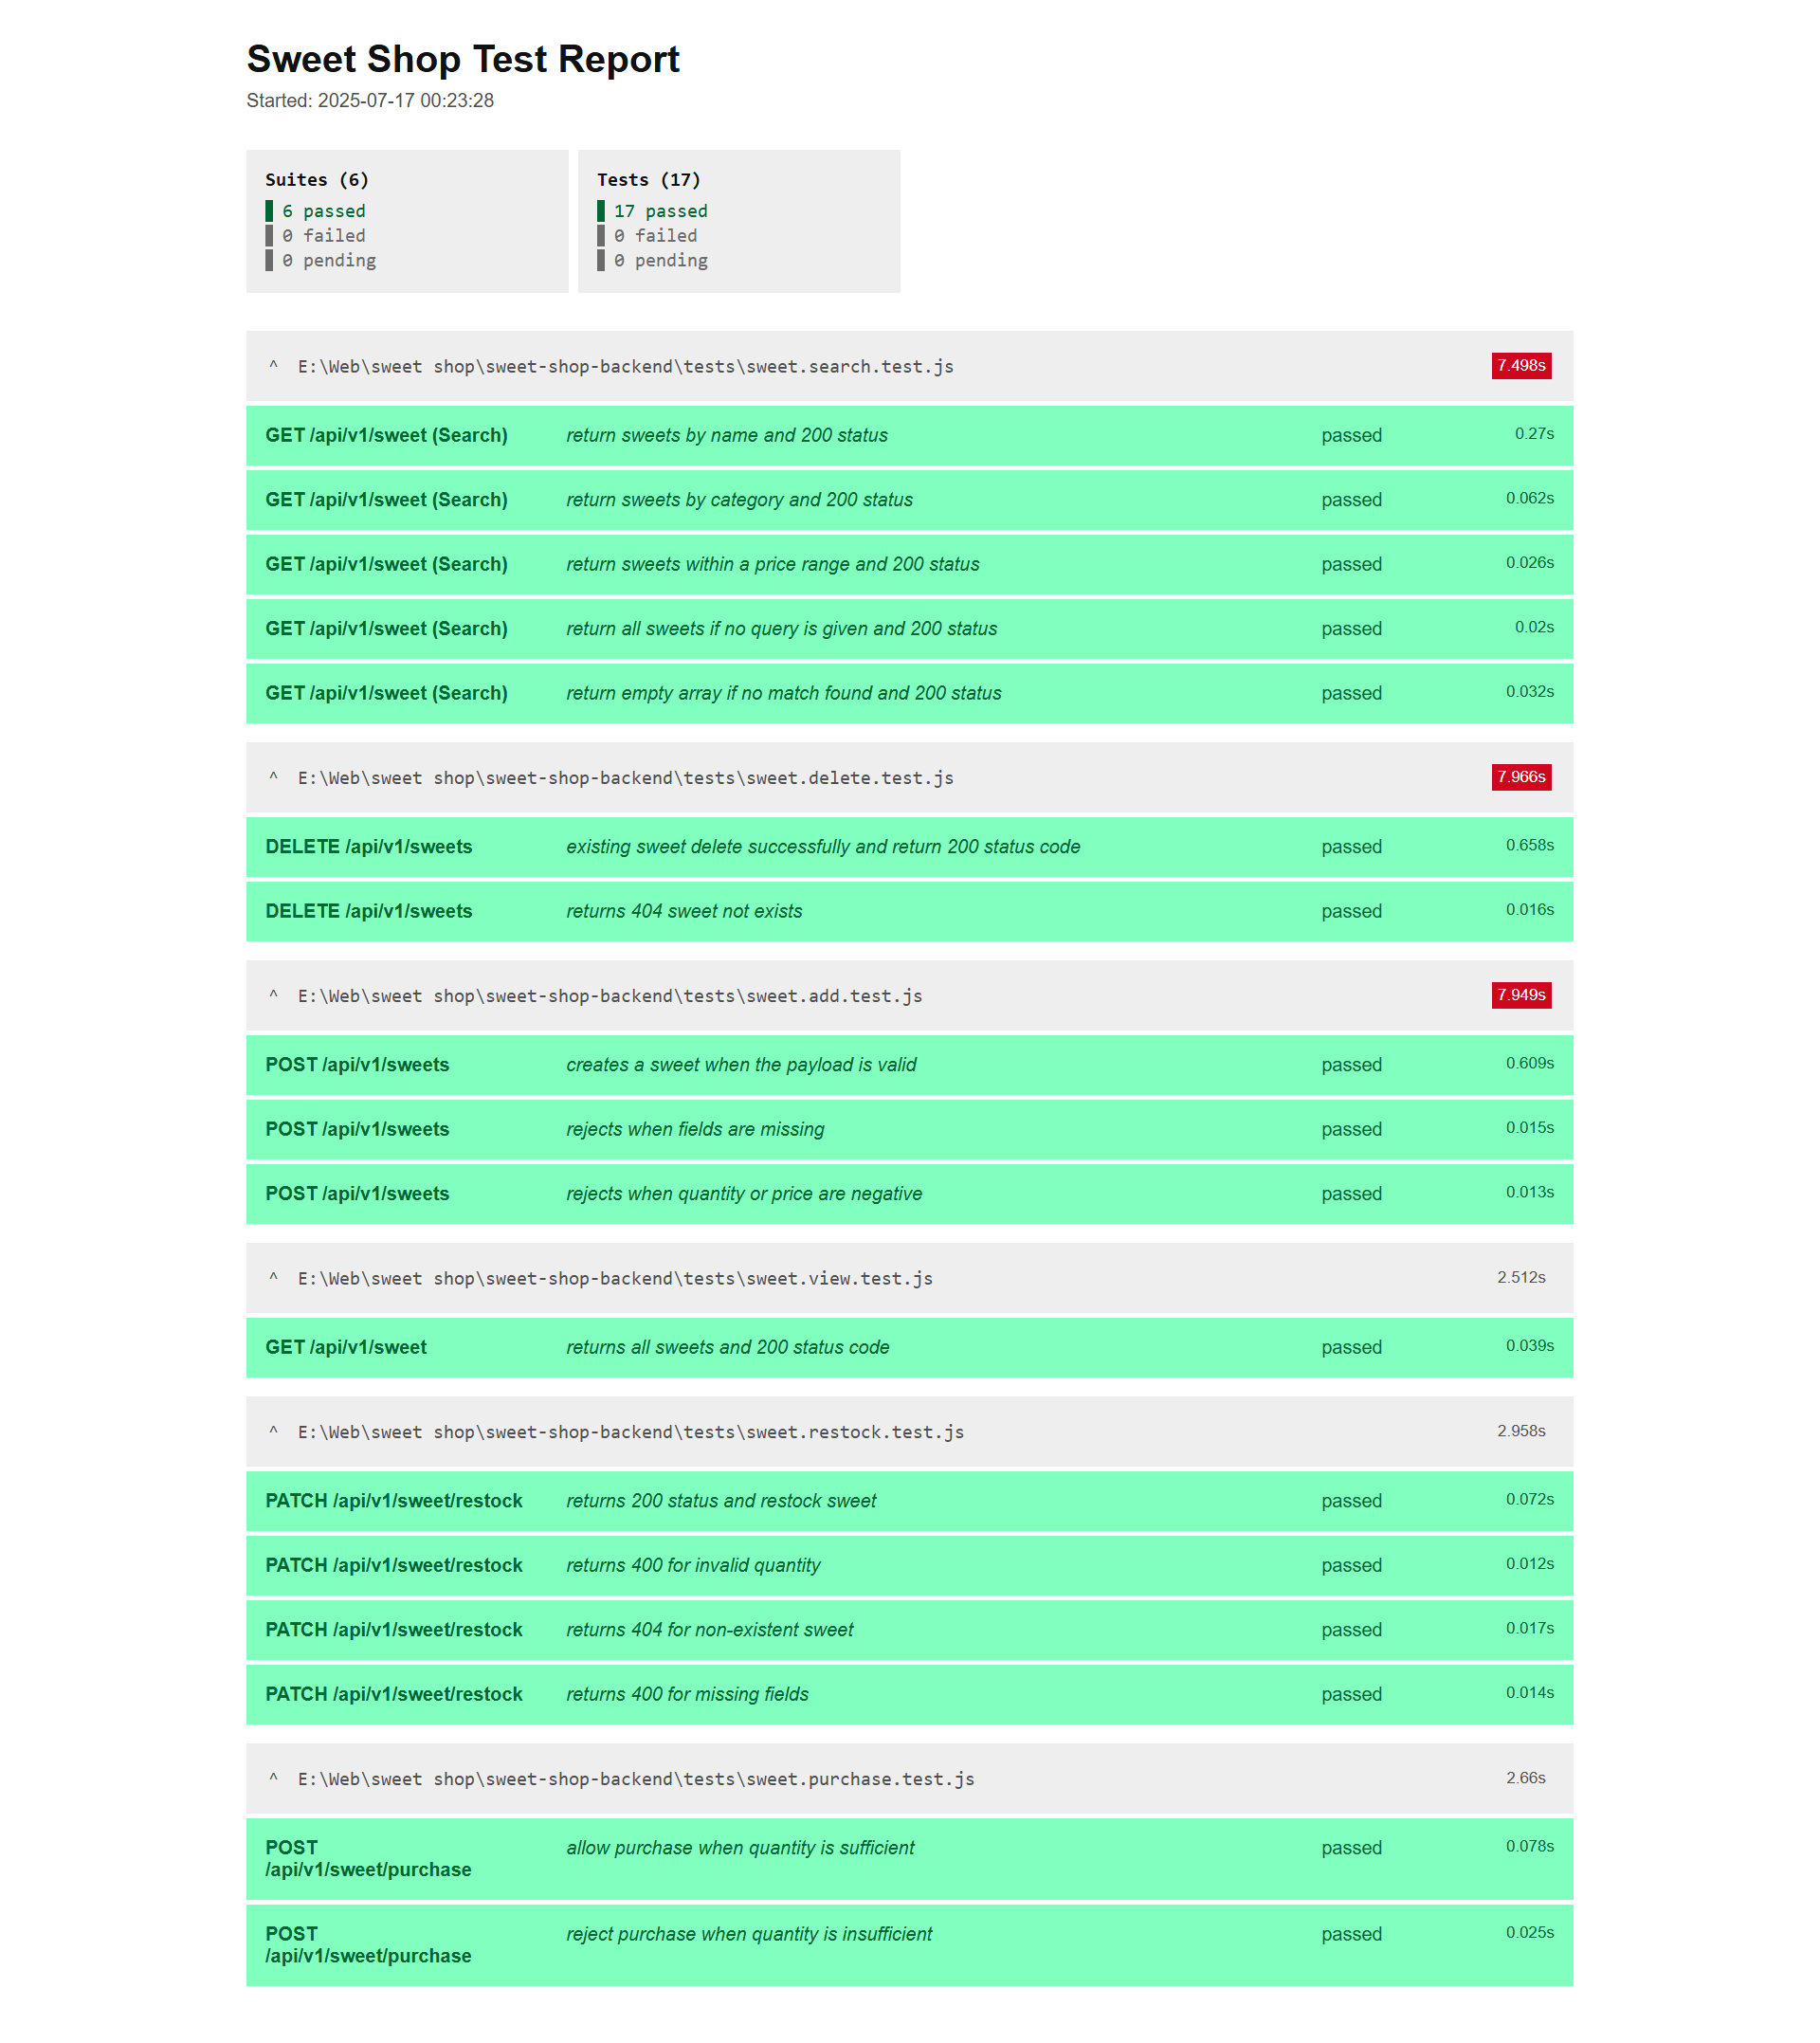 Sweet Shop Test Report
Started: 2025-07-17 00:23:28
Suites (6)
6 passed
0 failed
0 pending
Tests (17)
17 passed
0 failed
0 pending
^ E:\Web\sweet shop\sweet-shop-backend\tests\sweet.search.test.js 7.498s
GET /api/v1/sweet (Search) return sweets by name and 200 status passed 0.27s
GET /api/v1/sweet (Search) return sweets by category and 200 status passed 0.062s
GET /api/v1/sweet (Search) return sweets within a price range and 200 status passed 0.026s
GET /api/v1/sweet (Search) return all sweets if no query is given and 200 status passed 0.02s
GET /api/v1/sweet (Search) return empty array if no match found and 200 status passed 0.032s
^ E:\Web\sweet shop\sweet-shop-backend\tests\sweet.delete.test.js 7.966s
DELETE /api/v1/sweets existing sweet delete successfully and return 200 status code passed 0.658s
DELETE /api/v1/sweets returns 404 sweet not exists passed 0.016s
^ E:\Web\sweet shop\sweet-shop-backend\tests\sweet.add.test.js 7.949s
POST /api/v1/sweets creates a sweet when the payload is valid passed 0.609s
POST /api/v1/sweets rejects when fields are missing passed 0.015s
POST /api/v1/sweets rejects when quantity or price are negative passed 0.013s
^ E:\Web\sweet shop\sweet-shop-backend\tests\sweet.view.test.js 2.512s
GET /api/v1/sweet returns all sweets and 200 status code passed 0.039s
^ E:\Web\sweet shop\sweet-shop-backend\tests\sweet.restock.test.js 2.958s
PATCH /api/v1/sweet/restock returns 200 status and restock sweet passed 0.072s
PATCH /api/v1/sweet/restock returns 400 for invalid quantity passed 0.012s
PATCH /api/v1/sweet/restock returns 404 for non-existent sweet passed 0.017s
PATCH /api/v1/sweet/restock returns 400 for missing fields passed 0.014s
^ E:\Web\sweet shop\sweet-shop-backend\tests\sweet.purchase.test.js 2.66s
POST allow purchase when quantity is sufficient passed 0.078s
/api/v1/sweet/purchase
POST reject purchase when quantity is insufficient passed 0.025s
/api/v1/sweet/purchase